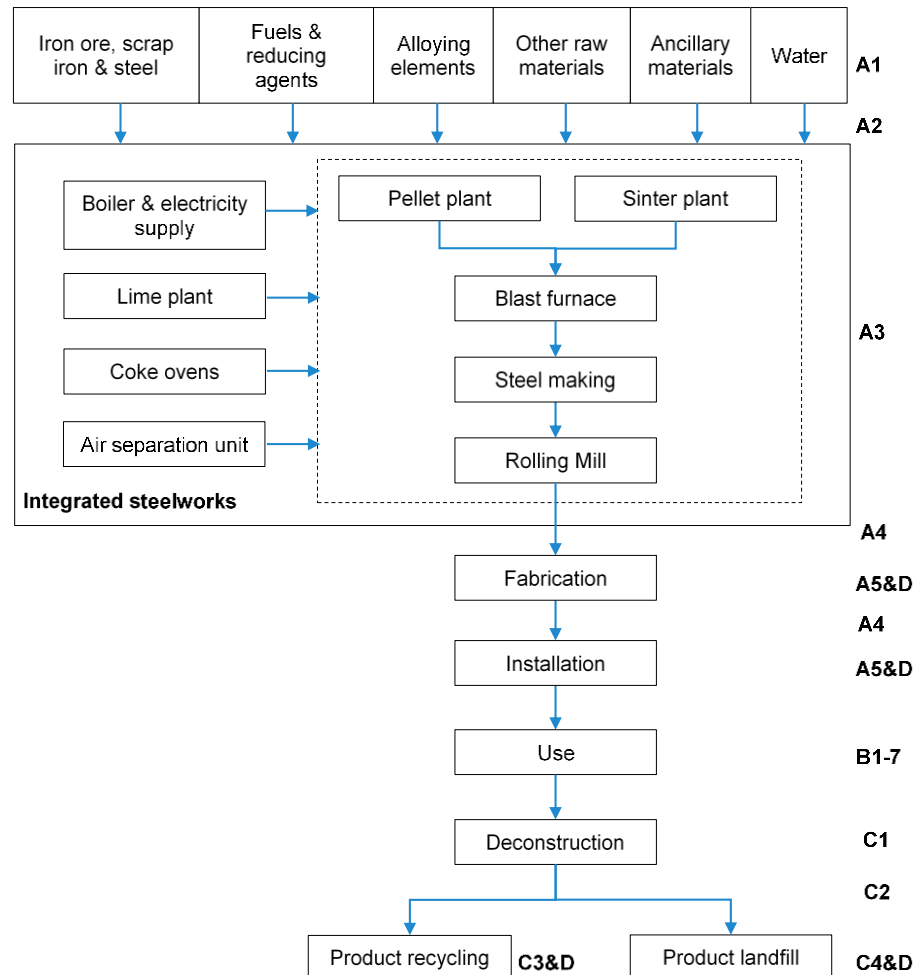 Iron ore, scrap
iron & steel
Fuels &
reducing
agents
Alloying
elements
Other raw
materials
Ancillary
materials
Water
A1
A2
Boiler & electricity
supply
Pellet plant
Sinter plant
Lime plant
Blast furnace
A3
Coke ovens
Steel making
Air separation unit
Rolling Mill
Integrated steelworks
A4
Fabrication
A5&D
A4
Installation
A5&D
Use
B1-7
Deconstruction
C1
C2
Product recycling
C3&D
Product landfill
C4&D